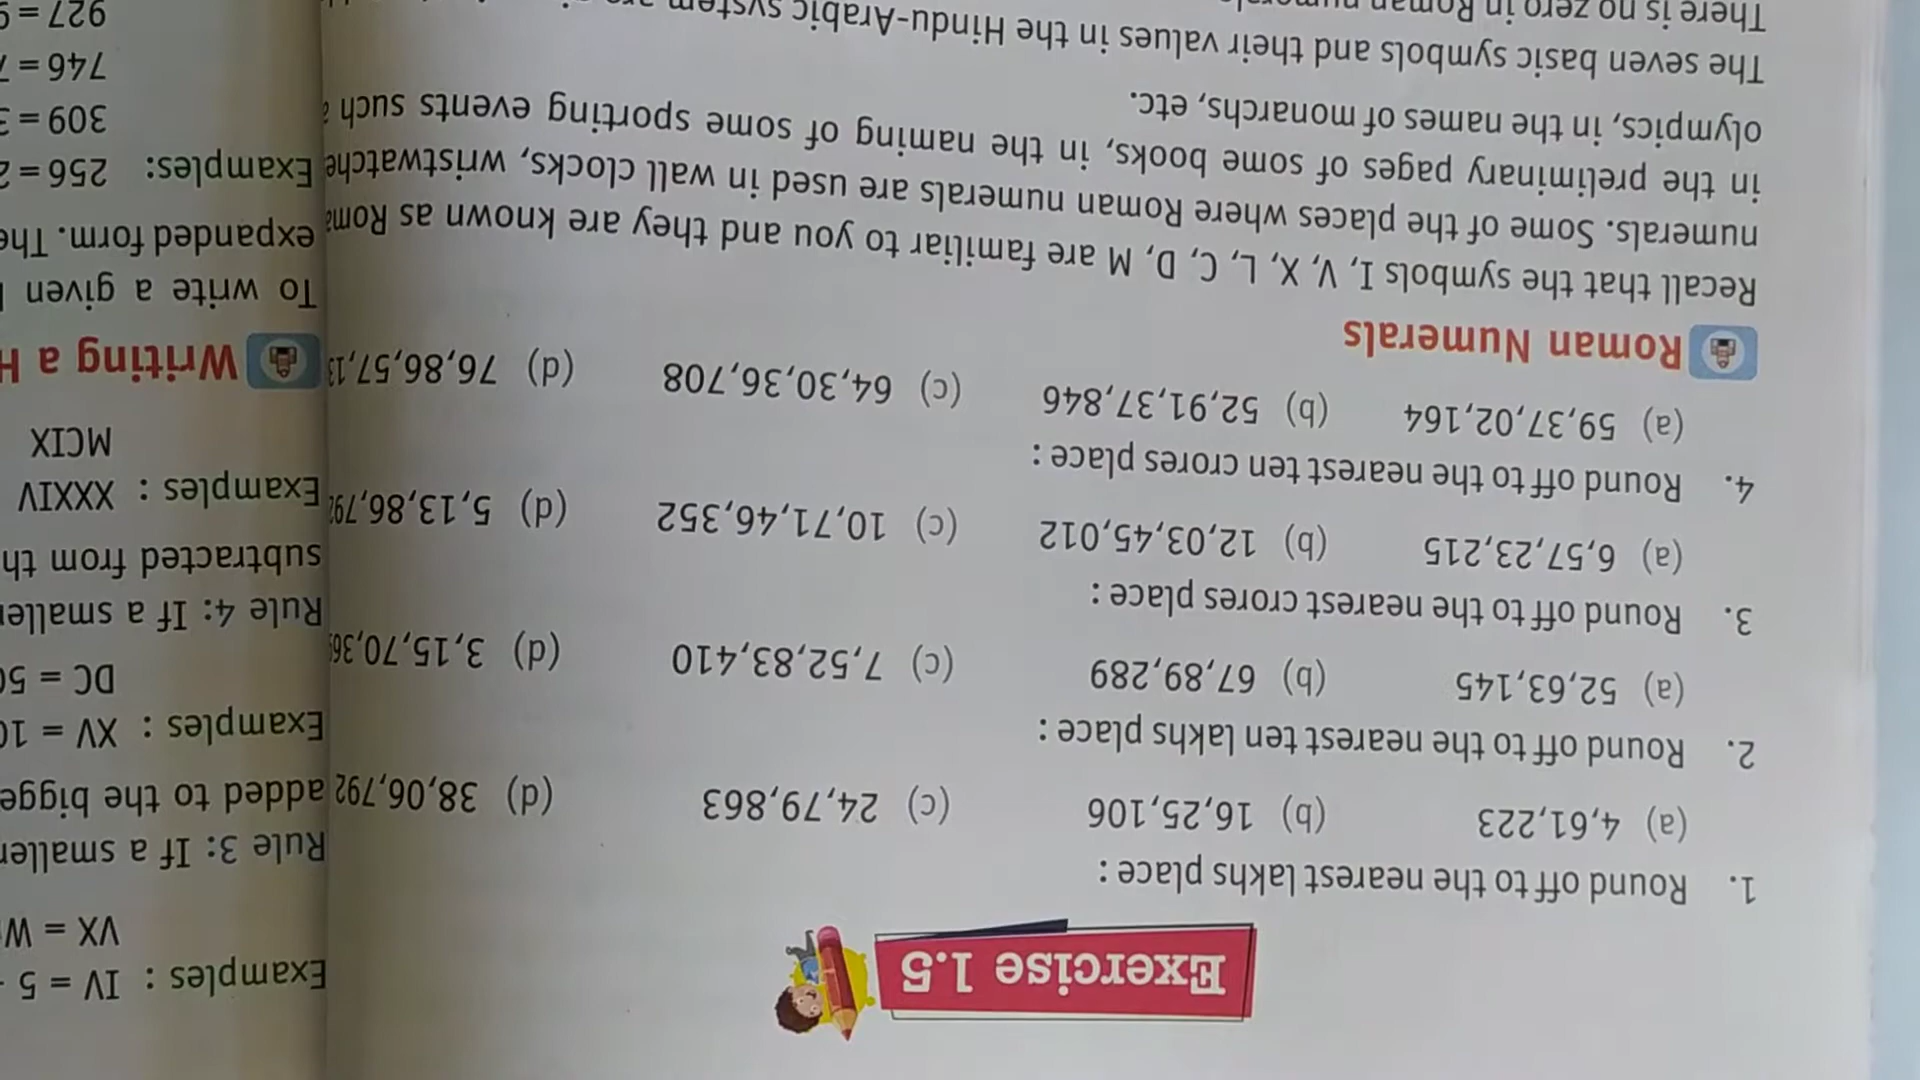 Exercise 1.5
1. Round off to the nearest lakhs place :
(a) 4,61,223 (b) 16,25,106 (c) 24,79,863 (d) 38,06,792
2. Round off to the nearest ten lakhs place :
(a) 52,63,145 (b) 67,89,289 (c) 7,52,83,410 (d) 3,15,70,369
3. Round off to the nearest crores place :
(a) 6,57,23,215 (b) 12,03,45,012 (c) 10,71,46,352 (d) 5,13,86,792
4. Round off to the nearest ten crores place :
(a) 59,37,02,164 (b) 52,91,37,846 (c) 64,30,36,708 (d) 76,86,57,13
Roman Numerals
Recall that the symbols I, V, X, L, C, D, M are familiar to you and they are known as Roma
numerals. Some of the places where Roman numerals are used in wall clocks, wristwatche
in the preliminary pages of some books, in the naming of some sporting events such
olympics, in the names of monarchs, etc.
The seven basic symbols and their values in the Hindu-Arabic system are
There is no zero in Roman
Examples : IV = 5 -
VX = W
Rule 3: If a smaller
added to the bigge
Examples : XV = 10
DC = 50
Rule 4: If a smaller
subtracted from th
Examples : XXXIV
MCIX
Writing a H
To write a given
expanded form. The
Examples: 256 = 2
309 = 3
746 = 7
927 = 9